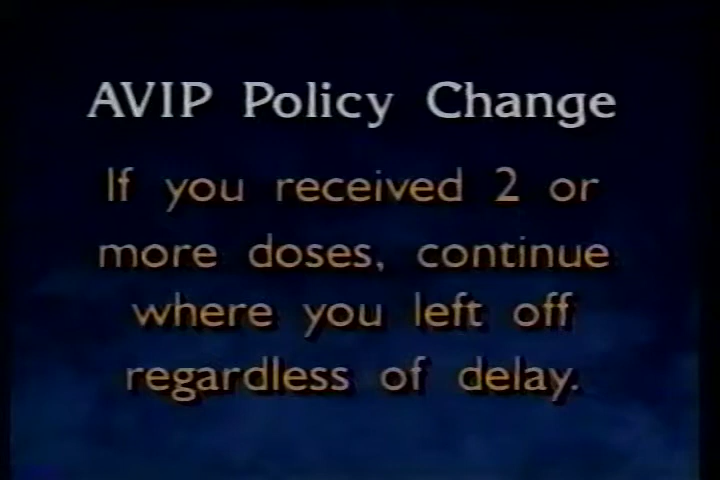 AVIP Policy Change
If you received 2 or
more doses, continue
where you left off
regardless of delay.